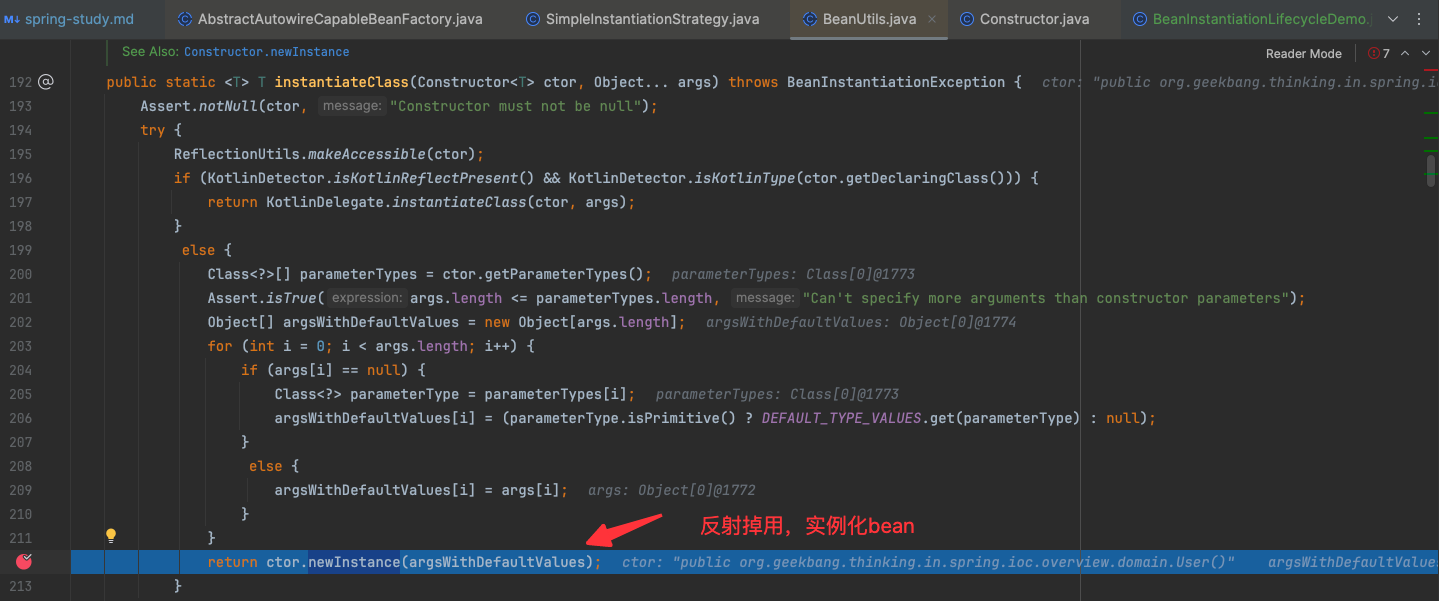 spring-study.md AbstractAutowireCapableBeanFactory.java SimpleInstantiationStrategy.java BeanUtils.java Constructor.java BeanInstantiationLifecycleDemo.
See Also: Constructor.newInstance
Reader Mode 7
192 public static <T> T instantiateClass(Constructor<T> ctor, Object... args) throws BeanInstantiationException { ctor: "public org.geekbang.thinking.in.spring.io
193 Assert.notNull(ctor, message: "Constructor must not be null");
194 try {
195 ReflectionUtils.makeAccessible(ctor);
196 if (KotlinDetector.isKotlinReflectPresent() && KotlinDetector.isKotlinType(ctor.getDeclaringClass())) {
197 return KotlinDelegate.instantiateClass(ctor, args);
198 }
199 else {
200 Class<?>[] parameterTypes = ctor.getParameterTypes(); parameterTypes: Class[0]@1773
201 Assert.isTrue( expression: args.length <= parameterTypes.length, message: "Can't specify more arguments than constructor parameters");
202 Object[] argsWithDefaultValues = new Object[args.length]; argsWithDefaultValues: Object[0]@1774
203 for (int i = 0; i < args.length; i++) {
204 if (args[i] == null) {
205 Class<?> parameterType = parameterTypes[i]; parameterTypes: Class[0]@1773
206 argsWithDefaultValues[i] = (parameterType.isPrimitive() ? DEFAULT_TYPE_VALUES.get(parameterType) : null);
207 }
208 else {
209 argsWithDefaultValues[i] = args[i]; args: Object[0]@1772
210 }
211 }
反射掉用，实例化bean
return ctor.newInstance(argsWithDefaultValues); ctor: "public org.geekbang.thinking.in.spring.ioc.overview.domain.User()" argsWithDefaultValue
213 }